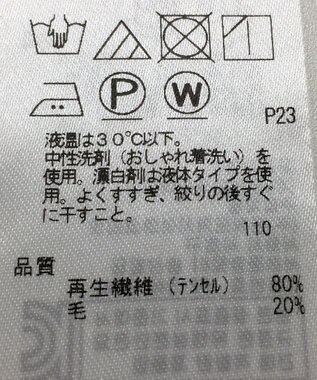 P W
P23
液温は30℃以下。
中性洗剤(おしゃれ着洗い)を
使用。漂白剤は液体タイプを使
用。よくすすぎ、絞りの後すぐ
に干すこと。
110
品質
再生繊維(テンセル) 80%
毛 20%